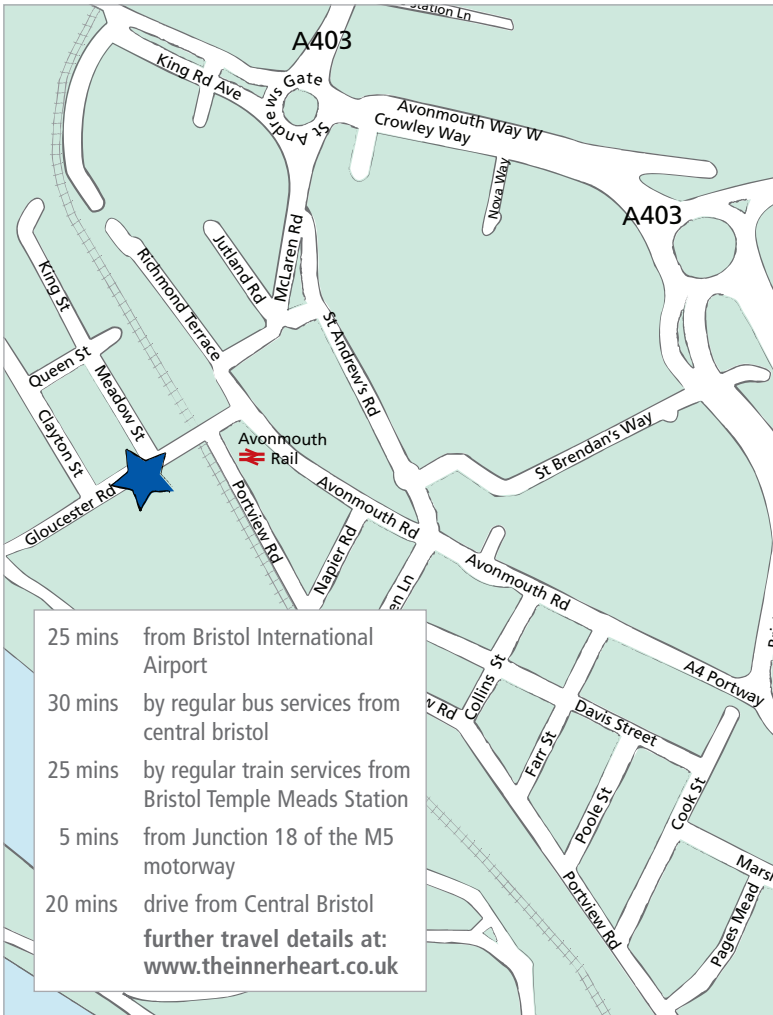 station Ln
A403
King Rd Ave
St Andrews Gate
Avonmouth Way W
Crowley Way
Nova Way
A403
McLaren Rd
Jutland Rd
Richmond Terrace
King St
Queen St
Meadow St
Clayton St
Gloucester Rd
St Andrew's Rd
Avonmouth
Rail
Portview Rd
Avonmouth Rd
Napier Rd
St Brendan's Way
Avonmouth Rd
en Ln
A4 Portway
Collins St
w Rd
Davis Street
Farr St
Poole St
Cook St
Portview Rd
Pages Mead
Mars
25 mins from Bristol International
Airport
30 mins by regular bus services from
central bristol
25 mins by regular train services from
Bristol Temple Meads Station
5 mins from Junction 18 of the M5
motorway
20 mins drive from Central Bristol
further travel details at:
www.theinnerheart.co.uk